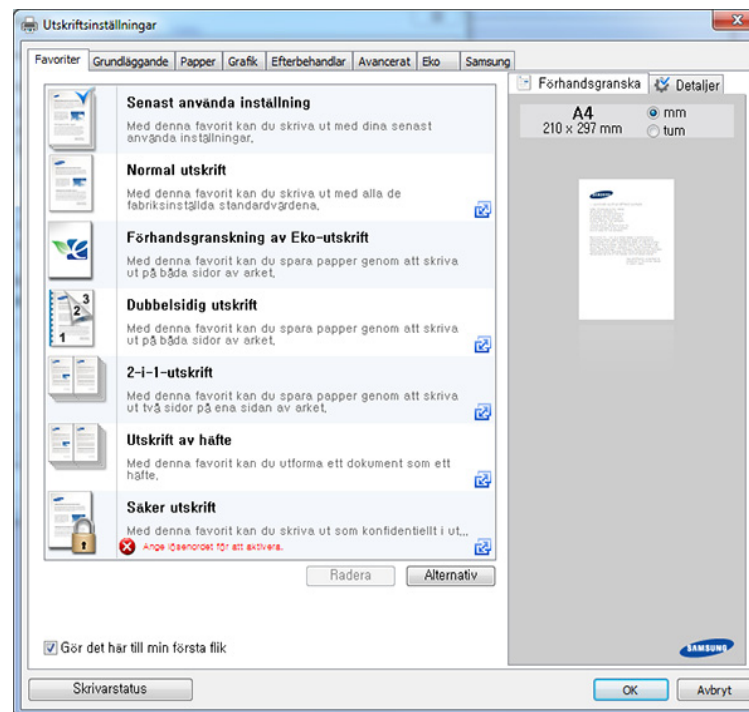 Utskriftsinställningar
Favoriter Grundläggande Papper Grafik Efterbehandlar Avancerat Eko Samsung
Senast använda inställning
Med denna favorit kan du skriva ut med dina senast
använda inställningar.
Normal utskrift
Med denna favorit kan du skriva ut med alla de
fabriksinställda standardvärdena.
Förhandsgranskning av Eko-utskrift
Med denna favorit kan du spara papper genom att skriva
ut på båda sidor av arket.
Dubbelsidig utskrift
Med denna favorit kan du spara papper genom att skriva
ut på båda sidor av arket.
2-i-1-utskrift
Med denna favorit kan du spara papper genom att skriva
ut två sidor på ena sidan av arket.
Utskrift av häfte
Med denna favorit kan du utforma ett dokument som ett
häfte.
Säker utskrift
Med denna favorit kan du skriva ut som konfidentiellt i ut...
Ange lösenordet för att aktivera.
Radera Alternativ
Gör det här till min första flik
Förhandsgranska Detaljer
A4
210 x 297 mm
mm
tum
SAMSUNG
Skrivarstatus OK Avbryt